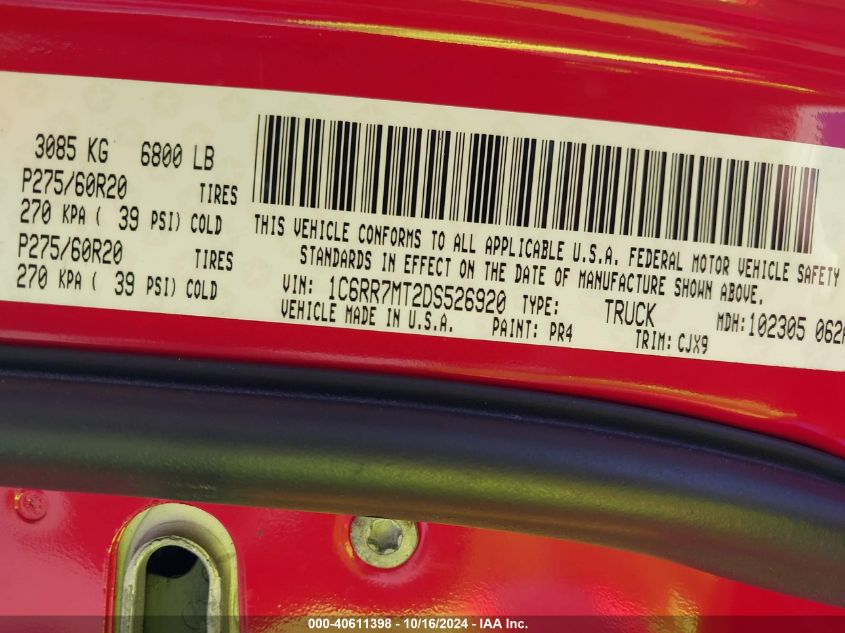 3085 KG 6800 LB
P275/60R20 TIRES
270 KPA ( 39 PSI) COLD
P275/60R20 TIRES
270 KPA ( 39 PSI) COLD
THIS VEHICLE CONFORMS TO ALL APPLICABLE U.S.A. FEDERAL MOTOR VEHICLE SAFETY
STANDARDS IN EFFECT ON THE DATE OF MANUFACTURE SHOWN ABOVE.
VIN: 1C6RR7MT2DS526920 TYPE: TRUCK MDH:102305 062
VEHICLE MADE IN U.S.A. PAINT: PR4 TRIM: CJX9
000-40611398 - 10/16/2024 - IAA Inc.